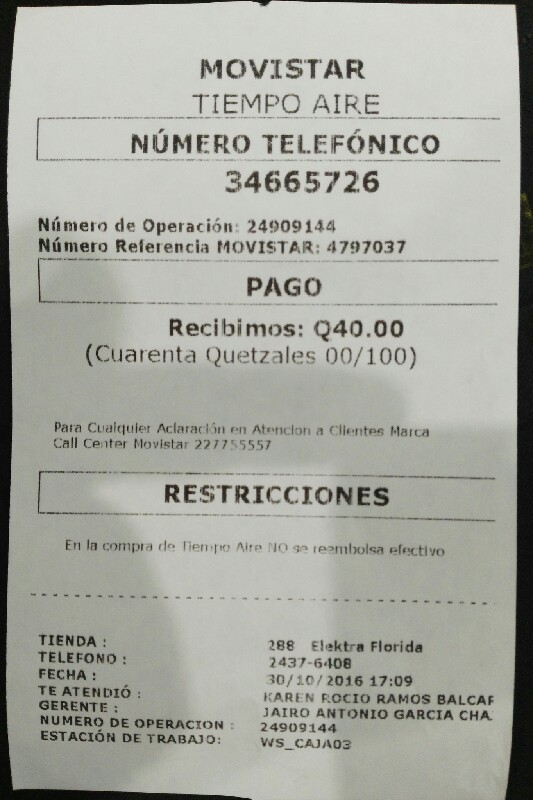 MOVISTAR
TIEMPO AIRE
NÚMERO TELEFÓNICO
34665726
Número de Operación: 24909144
Número Referencia MOVISTAR: 4797037
PAGO
Recibimos: Q40.00
(Cuarenta Quetzales 00/100)
Para Cualquier Aclaración en Atencion a Clientes Marca
Call Center Movistar 227755557
RESTRICCIONES
En la compra de Tiempo Aire NO se reembolsa efectivo
TIENDA : 288 Elektra Florida
TELEFONO : 2437-6408
FECHA : 30/10/2016 17:09
TE ATENDIÓ : KAREN ROCIO RAMOS BALCAR
GERENTE : JAIRO ANTONIO GARCIA CHA
NUMERO DE OPERACION : 24909144
ESTACIÓN DE TRABAJO: WS_CAJA03